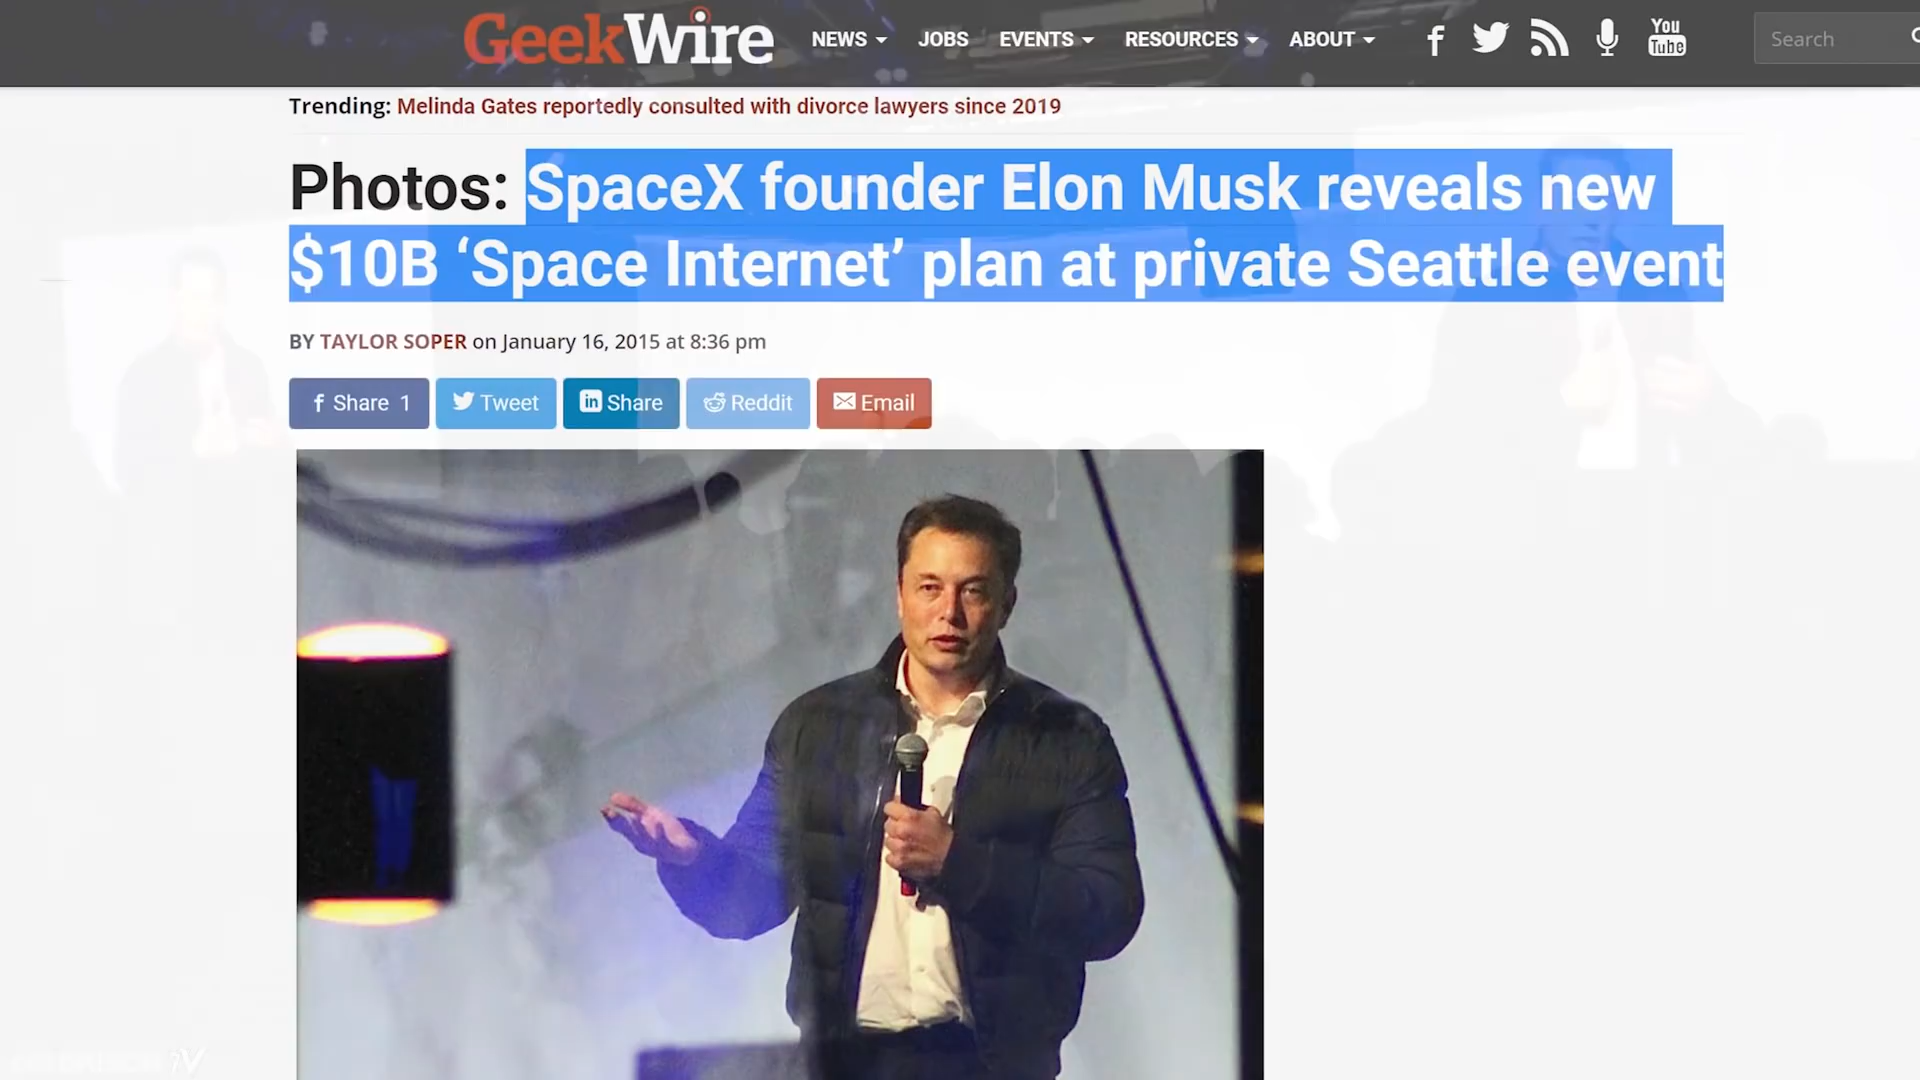 GeekWire
NEWS JOBS EVENTS RESOURCES ABOUT
You
Tube
Search
Trending: Melinda Gates reportedly consulted with divorce lawyers since 2019
Photos: SpaceX founder Elon Musk reveals new
$10B ‘Space Internet’ plan at private Seattle event
BY TAYLOR SOPER on January 16, 2015 at 8:36 pm
Share 1 Tweet in Share Reddit Email